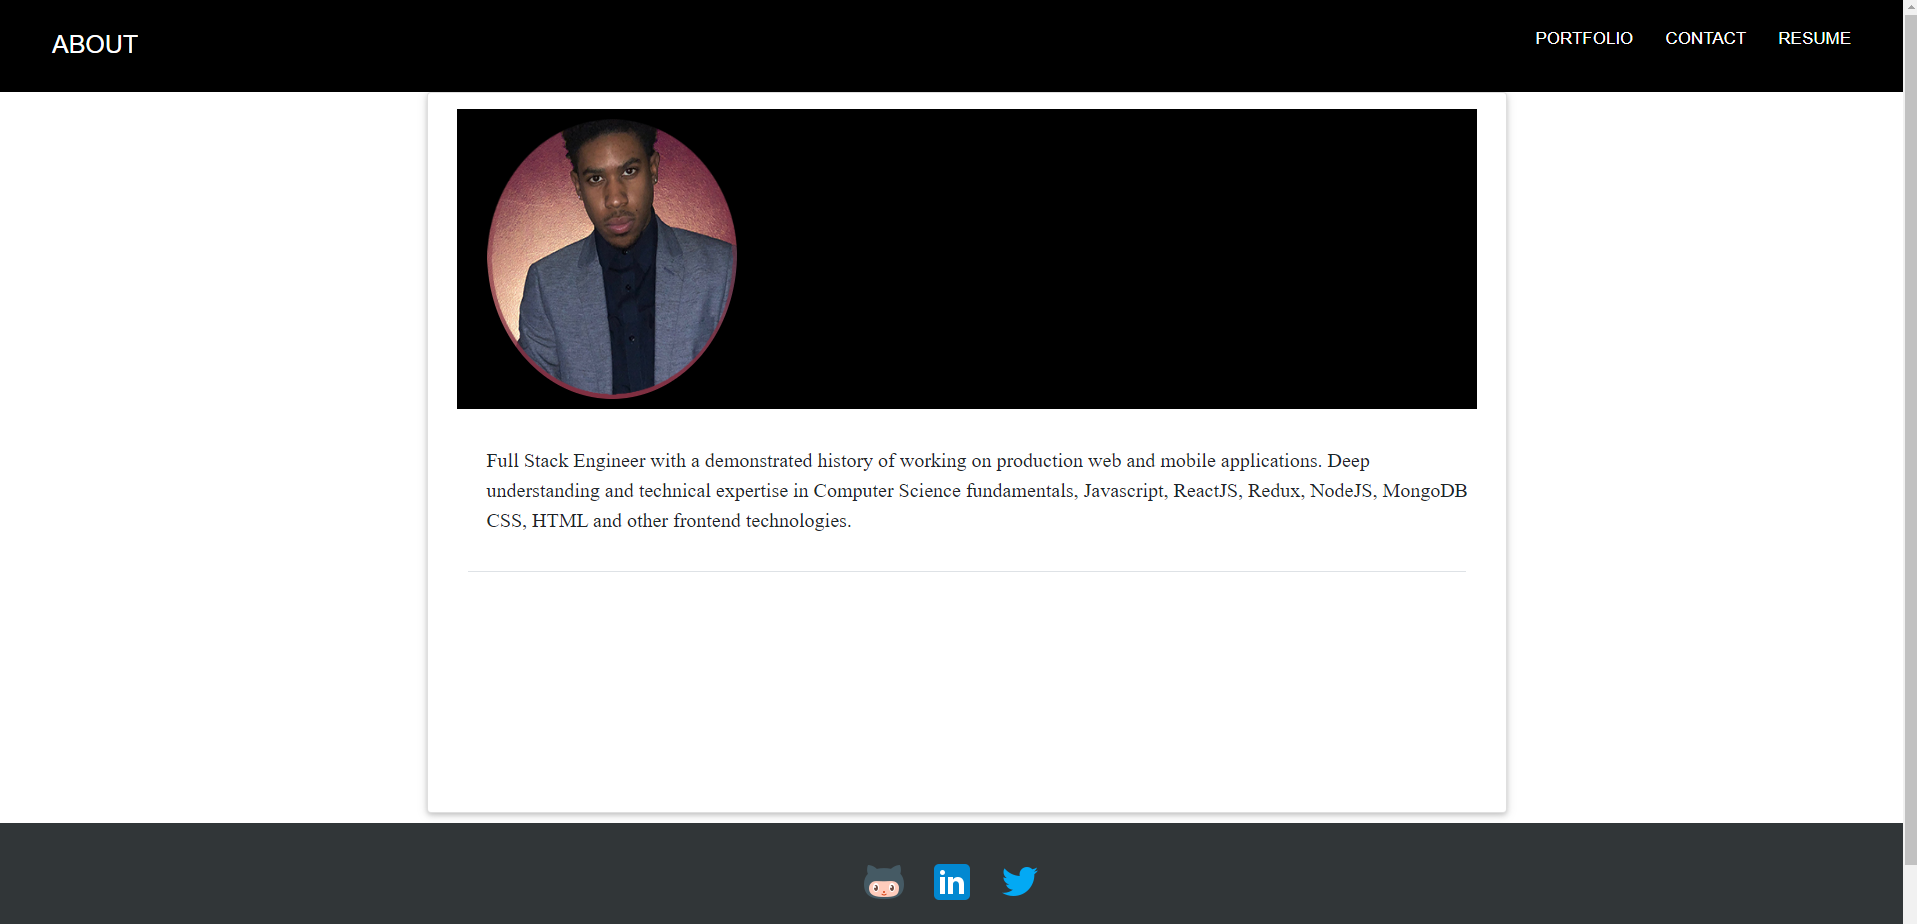 ABOUT
PORTFOLIO CONTACT RESUME
Full Stack Engineer with a demonstrated history of working on production web and mobile applications. Deep
understanding and technical expertise in Computer Science fundamentals, Javascript, ReactJS, Redux, NodeJS, MongoDB
CSS, HTML and other frontend technologies.
in